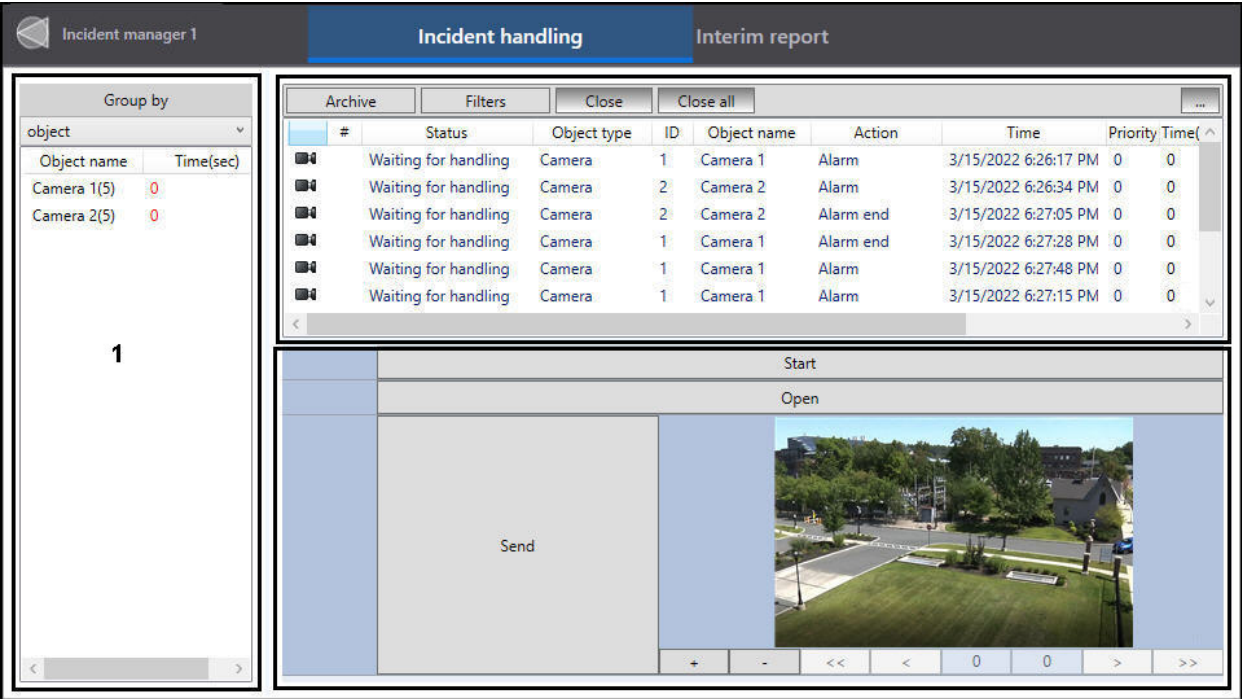 Incident manager 1
Incident handling
Interim report
Group by
object
Object name Time(sec)
Camera 1(5) 0
Camera 2(5) 0
1
Archive Filters Close Close all ...
# Status Object type ID Object name Action Time Priority Time(
Waiting for handling Camera 1 Camera 1 Alarm 3/15/2022 6:26:17 PM 0 0
Waiting for handling Camera 2 Camera 2 Alarm 3/15/2022 6:26:34 PM 0 0
Waiting for handling Camera 2 Camera 2 Alarm end 3/15/2022 6:27:05 PM 0 0
Waiting for handling Camera 1 Camera 1 Alarm end 3/15/2022 6:27:28 PM 0 0
Waiting for handling Camera 1 Camera 1 Alarm 3/15/2022 6:27:48 PM 0 0
Waiting for handling Camera 1 Camera 1 Alarm 3/15/2022 6:27:15 PM 0 0
Start
Open
Send
+ - << < 0 0 > >>